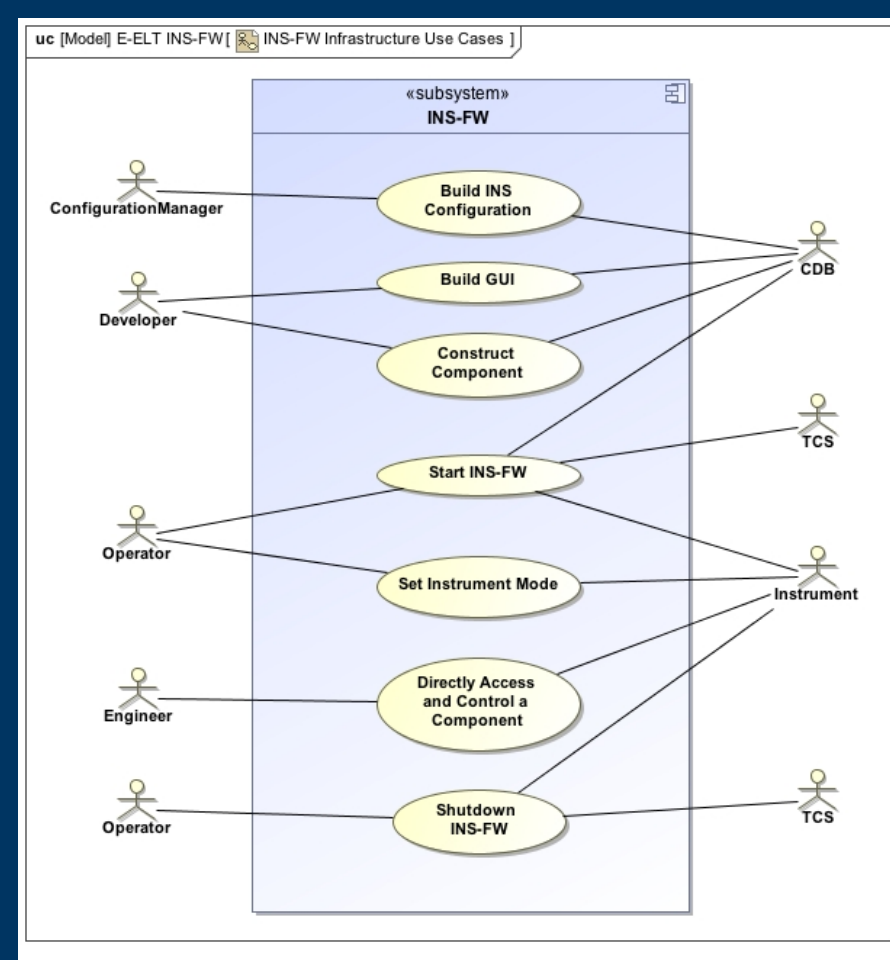 uc [Model] E-ELT INS-FW[ INS-FW Infrastructure Use Cases ]
«subsystem»
INS-FW
ConfigurationManager
Build INS
Configuration
CDB
Developer
Build GUI
Construct
Component
TCS
Start INS-FW
Operator
Set Instrument Mode
Instrument
Engineer
Directly Access
and Control a
Component
Operator
Shutdown
INS-FW
TCS